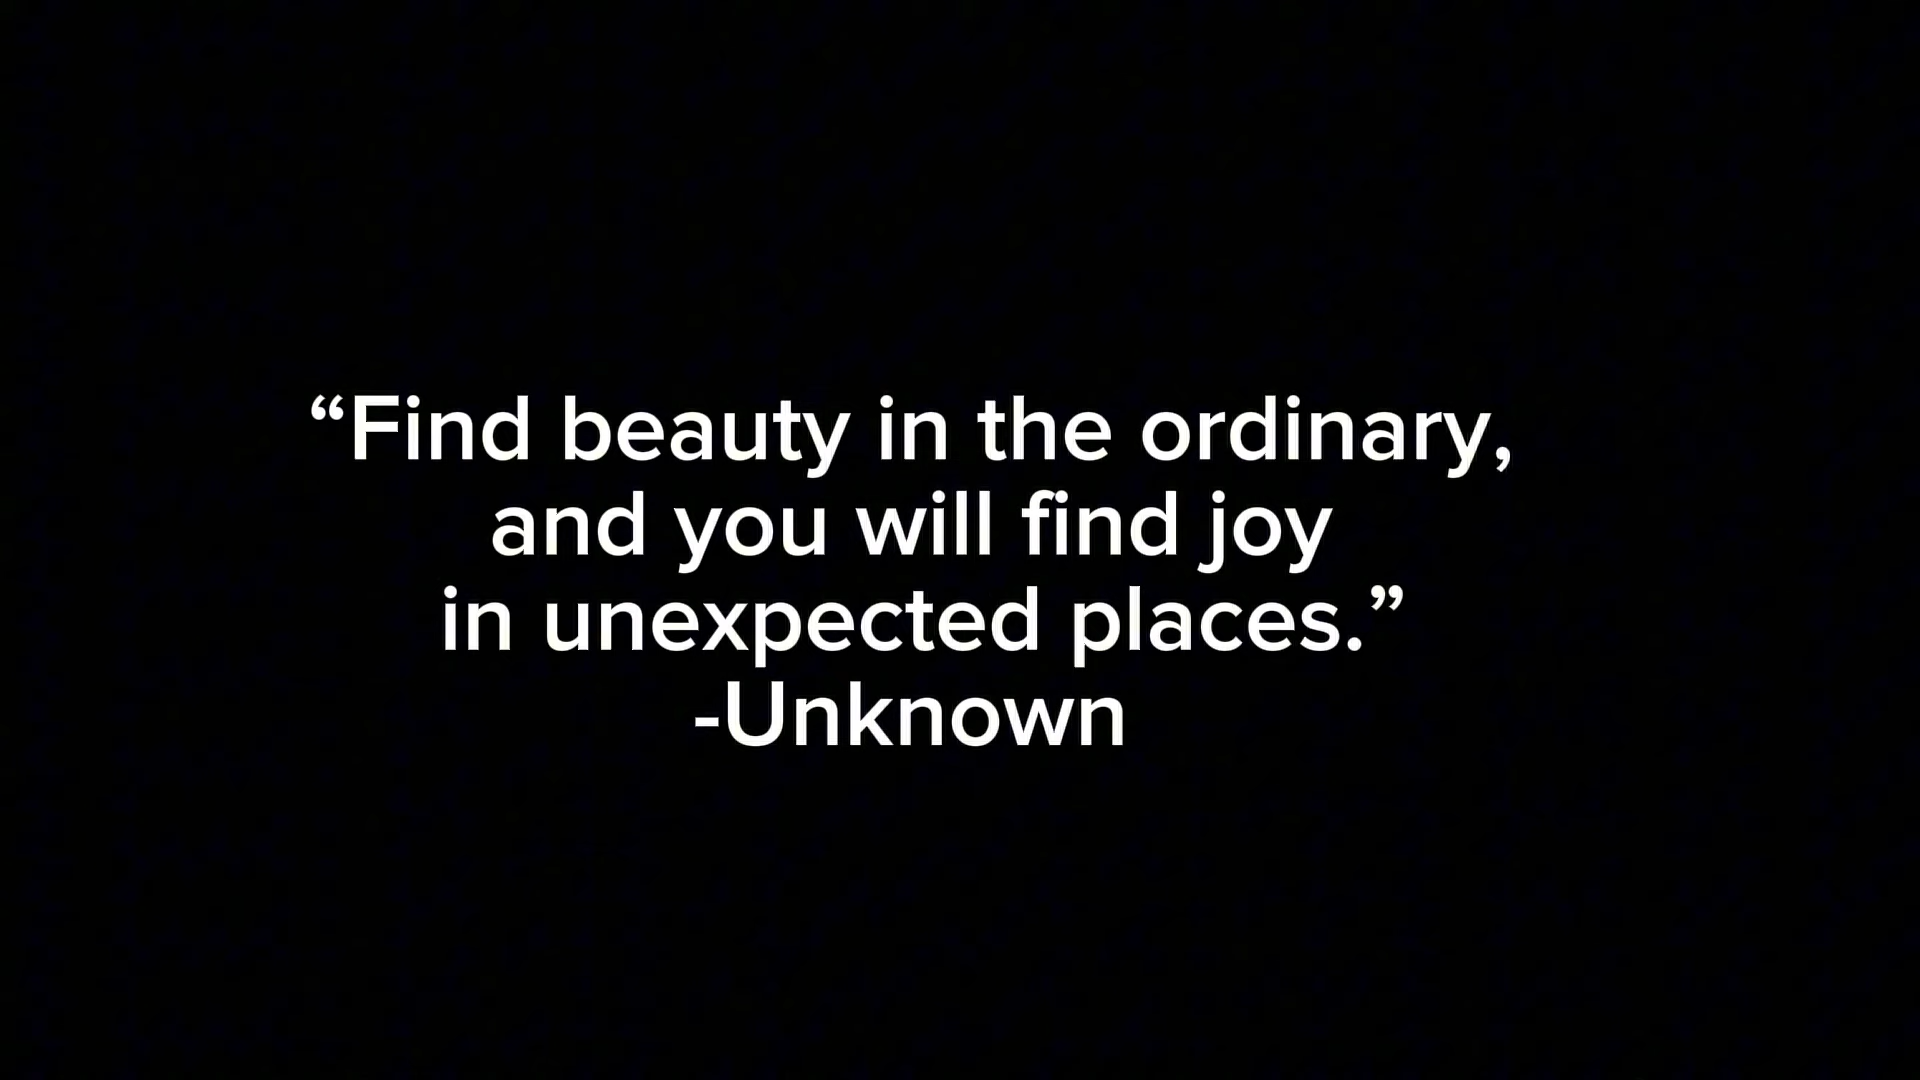 “Find beauty in the ordinary,
and you will find joy
in unexpected places.”
-Unknown